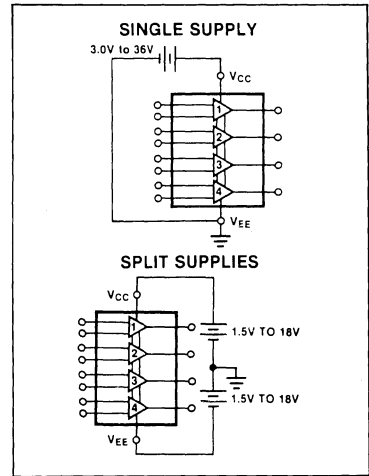 SINGLE SUPPLY
3.0V to 36V
VCC
1
2
3
4
VEE
SPLIT SUPPLIES
VCC
1
2
3
4
1.5V TO 18V
1.5V TO 18V
VEE